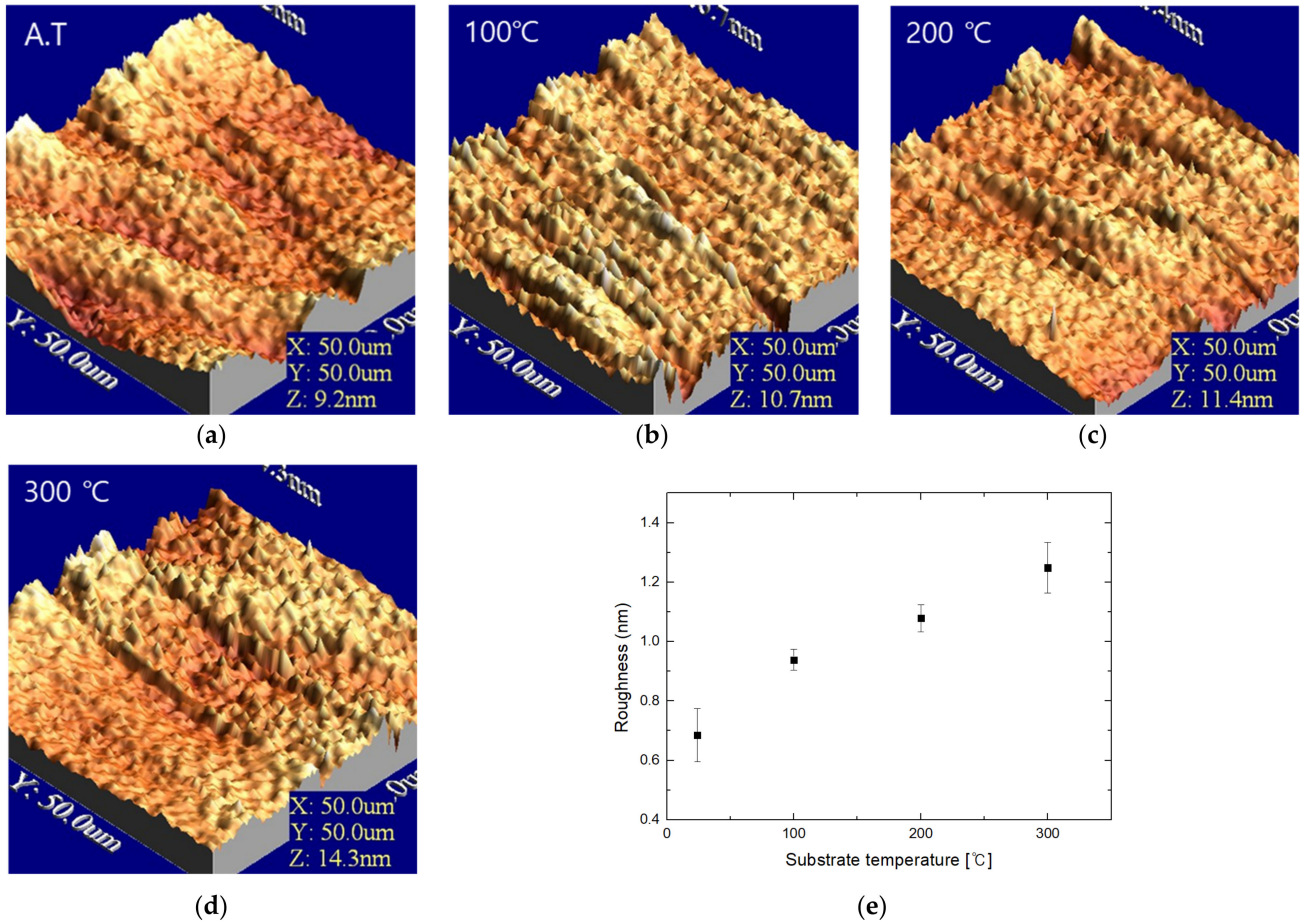 A.T
Y: 50.0um
X: 50.0um
Y: 50.0um
Z: 9.2nm
(a)
100℃
Y: 50.0um
X: 50.0um
Y: 50.0um
Z: 10.7nm
(b)
200 ℃
Y: 50.0um
X: 50.0um
Y: 50.0um
Z: 11.4nm
(c)
300 ℃
Y: 50.0um
X: 50.0um
Y: 50.0um
Z: 14.3nm
(d)
Roughness (nm)
1.4
1.2
1.0
0.8
0.6
0.4
0 100 200 300
Substrate temperature [℃]
(e)